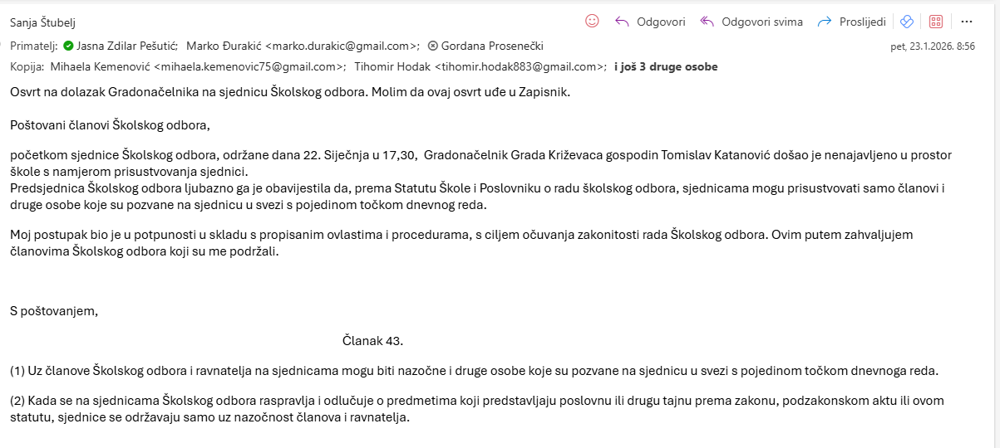 Sanja Štubelj
Odgovori
Odgovori svima
Proslijedi
Primatelj: Jasna Zdilar Pešutić; Marko Đurakić <marko.durakic@gmail.com>; Gordana Prosenečki
pet, 23.1.2026. 8:56
Kopija: Mihaela Kemenović <mihaela.kemenovic75@gmail.com>; Tihomir Hodak <tihomir.hodak883@gmail.com>; i još 3 druge osobe
Osvrt na dolazak Gradonačelnika na sjednicu Školskog odbora. Molim da ovaj osvrt uđe u Zapisnik.
Poštovani članovi Školskog odbora,
početkom sjednice Školskog odbora, održane dana 22. Siječnja u 17,30, Gradonačelnik Grada Križevaca gospodin Tomislav Katanović došao je nenajavljeno u prostor
škole s namjerom prisustvovanja sjednici.
Predsjednica Školskog odbora ljubazno ga je obavijestila da, prema Statutu Škole i Poslovniku o radu školskog odbora, sjednicama mogu prisustvovati samo članovi i
druge osobe koje su pozvane na sjednicu u svezi s pojedinom točkom dnevnog reda.
Moj postupak bio je u potpunosti u skladu s propisanim ovlastima i procedurama, s ciljem očuvanja zakonitosti rada Školskog odbora. Ovim putem zahvaljujem
članovima Školskog odbora koji su me podržali.
S poštovanjem,
Članak 43.
(1) Uz članove Školskog odbora i ravnatelja na sjednicama mogu biti nazočne i druge osobe koje su pozvane na sjednicu u svezi s pojedinom točkom dnevnoga reda.
(2) Kada se na sjednicama Školskog odbora raspravlja i odlučuje o predmetima koji predstavljaju poslovnu ili drugu tajnu prema zakonu, podzakonskom aktu ili ovom
statutu, sjednice se održavaju samo uz nazočnost članova i ravnatelja.